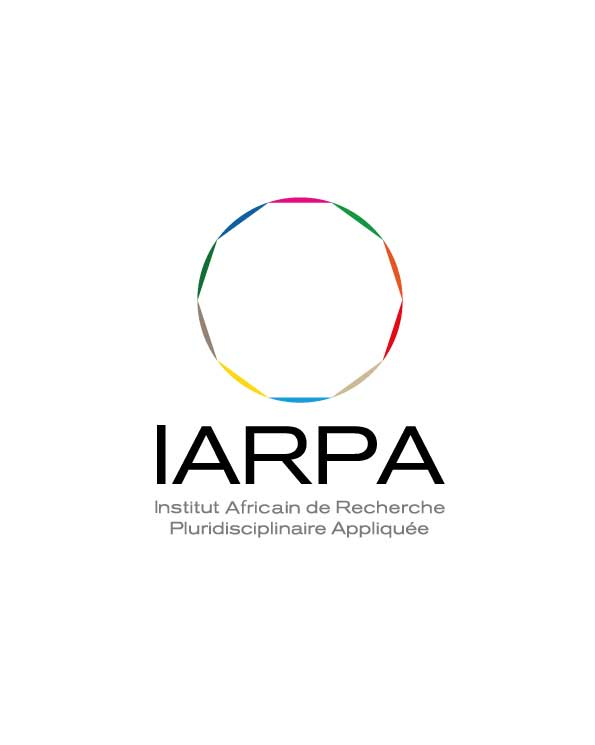 IARPA
Institut Africain de Recherche
Pluridisciplinaire Appliquée